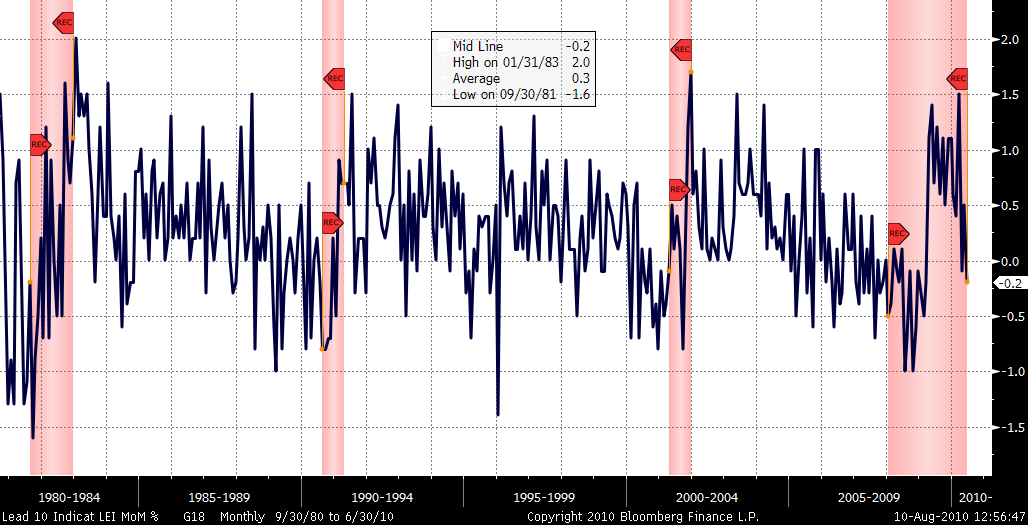 REC
REC
REC
REC
REC
REC
REC
REC
Mid Line -0.2
High on 01/31/83 2.0
Average 0.3
Low on 09/30/81 -1.6
2.0
1.5
1.0
0.5
0.0
-0.2
-0.5
-1.0
-1.5
1980-1984 1985-1989 1990-1994 1995-1999 2000-2004 2005-2009 2010-
Lead 10 Indicat LEI MoM % G18 Monthly 9/30/80 to 6/30/10 Copyright 2010 Bloomberg Finance L.P. 10-Aug-2010 12:56:47